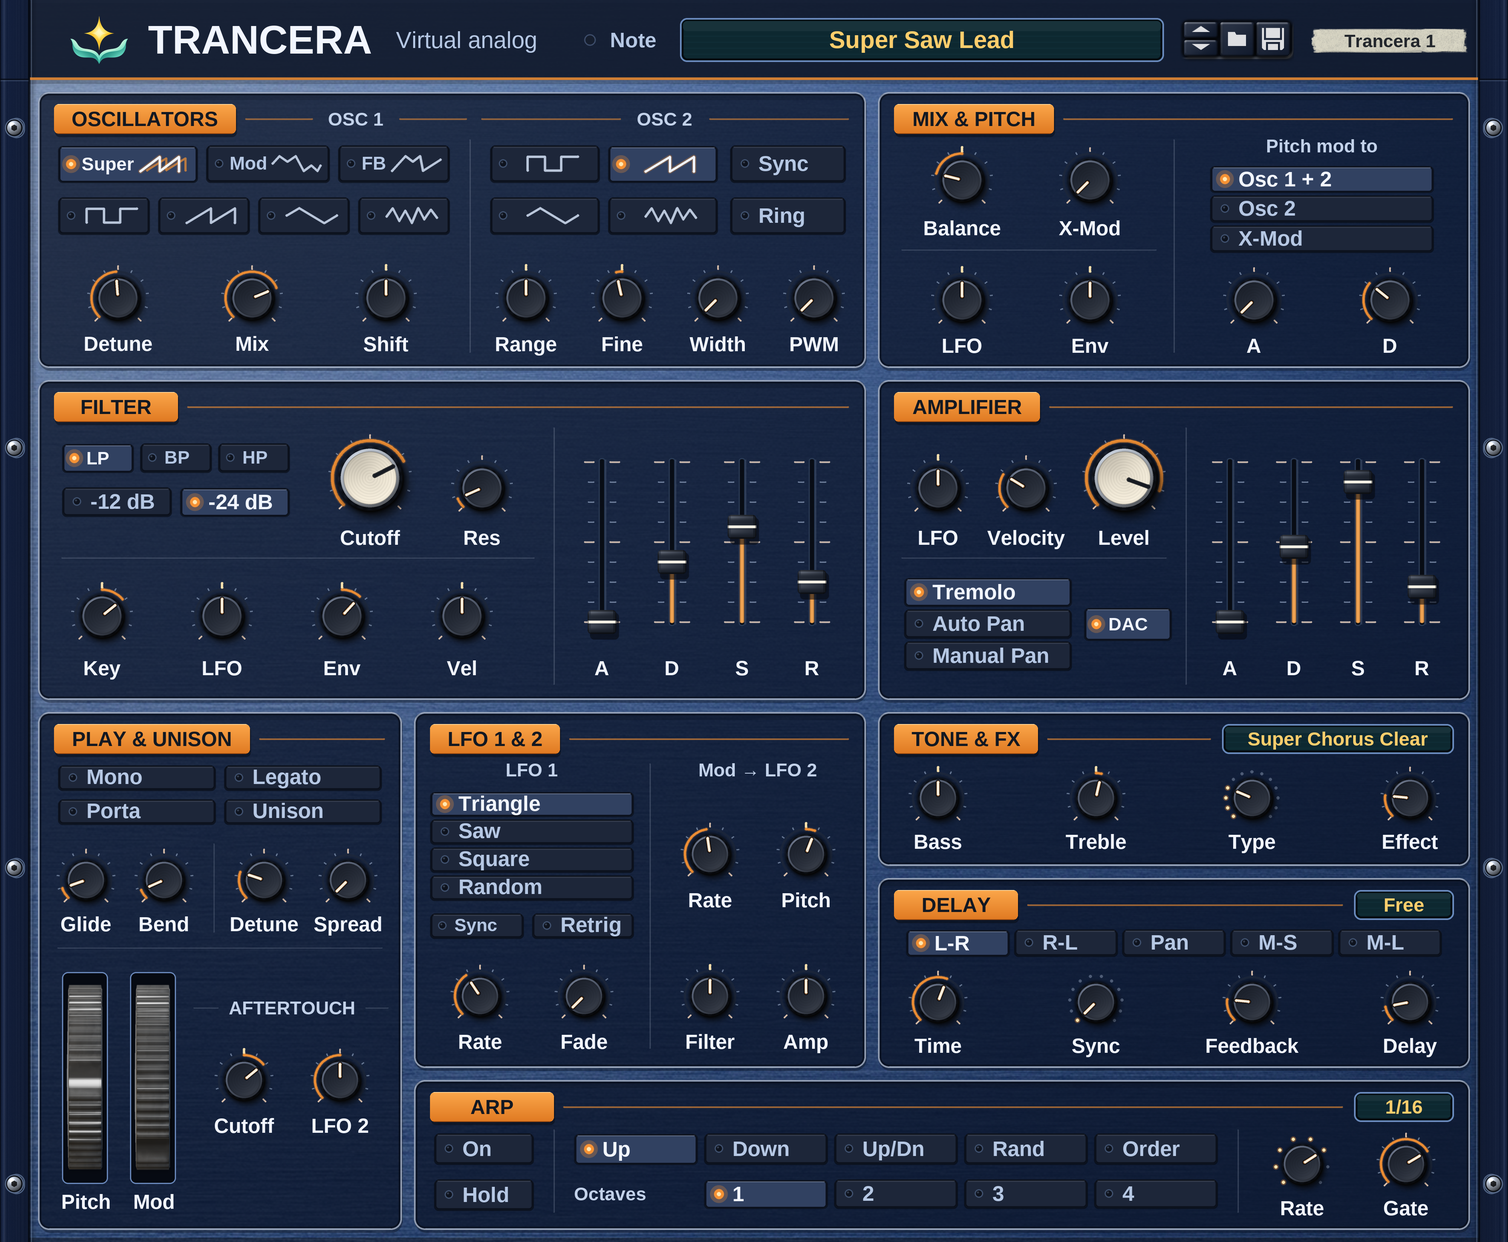 TRANCERA Virtual analog Note Super Saw Lead Trancera 1
OSCILLATORS OSC 1 OSC 2
Super Mod FB Sync
Ring
Detune Mix Shift Range Fine Width PWM
MIX & PITCH
Pitch mod to
Osc 1 + 2
Osc 2
X-Mod
Balance X-Mod
LFO Env A D
FILTER
LP BP HP
-12 dB -24 dB
Cutoff Res
Key LFO Env Vel A D S R
AMPLIFIER
LFO Velocity Level
Tremolo
Auto Pan DAC
Manual Pan
A D S R
PLAY & UNISON
Mono Legato
Porta Unison
Glide Bend Detune Spread
AFTERTOUCH
Cutoff LFO 2
Pitch Mod
LFO 1 & 2
LFO 1 Mod → LFO 2
Triangle
Saw
Square
Random
Sync Retrig
Rate Pitch
Rate Fade Filter Amp
TONE & FX Super Chorus Clear
Bass Treble Type Effect
DELAY Free
L-R R-L Pan M-S M-L
Time Sync Feedback Delay
ARP 1/16
On Up Down Up/Dn Rand Order
Hold Octaves 1 2 3 4
Rate Gate